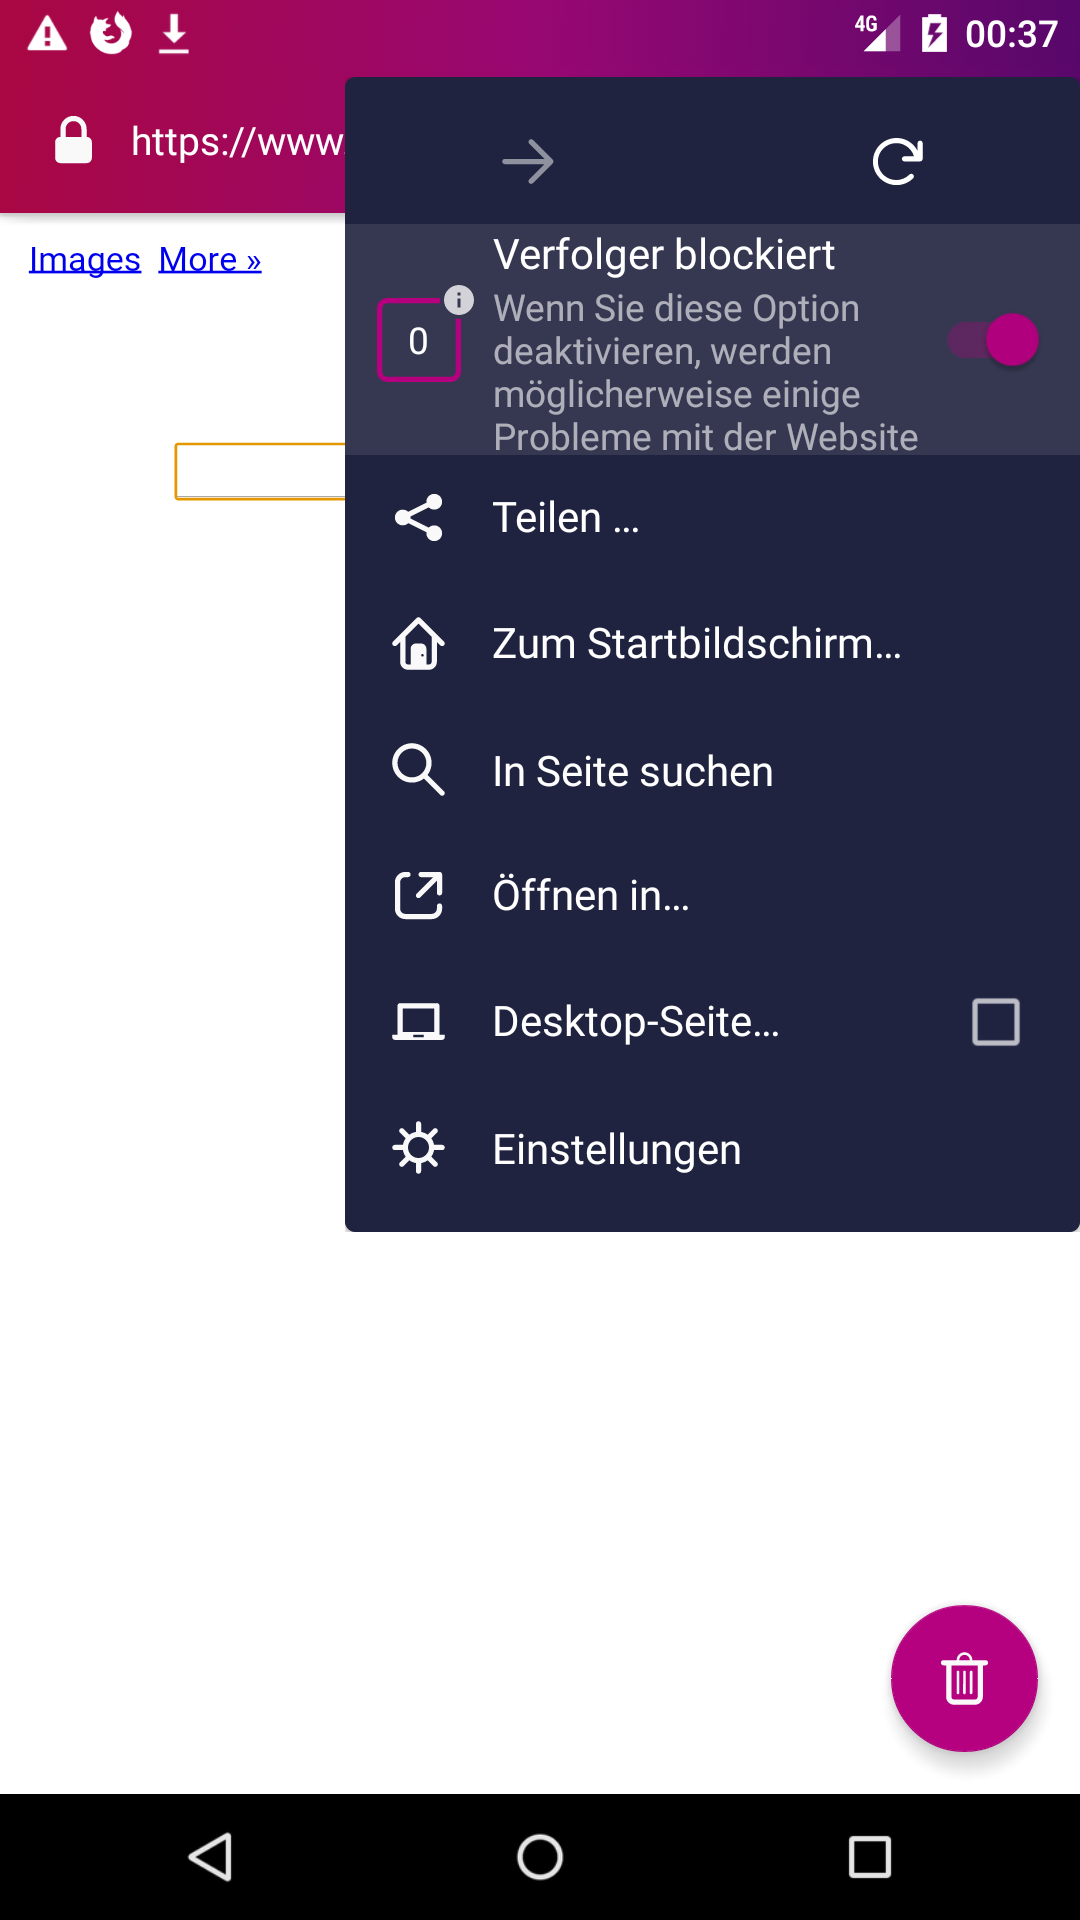 4G 00:37
https://www.
Images More »
Verfolger blockiert
0
Wenn Sie diese Option
deaktivieren, werden
möglicherweise einige
Probleme mit der Website
Teilen ...
Zum Startbildschirm...
In Seite suchen
Öffnen in...
Desktop-Seite...
Einstellungen